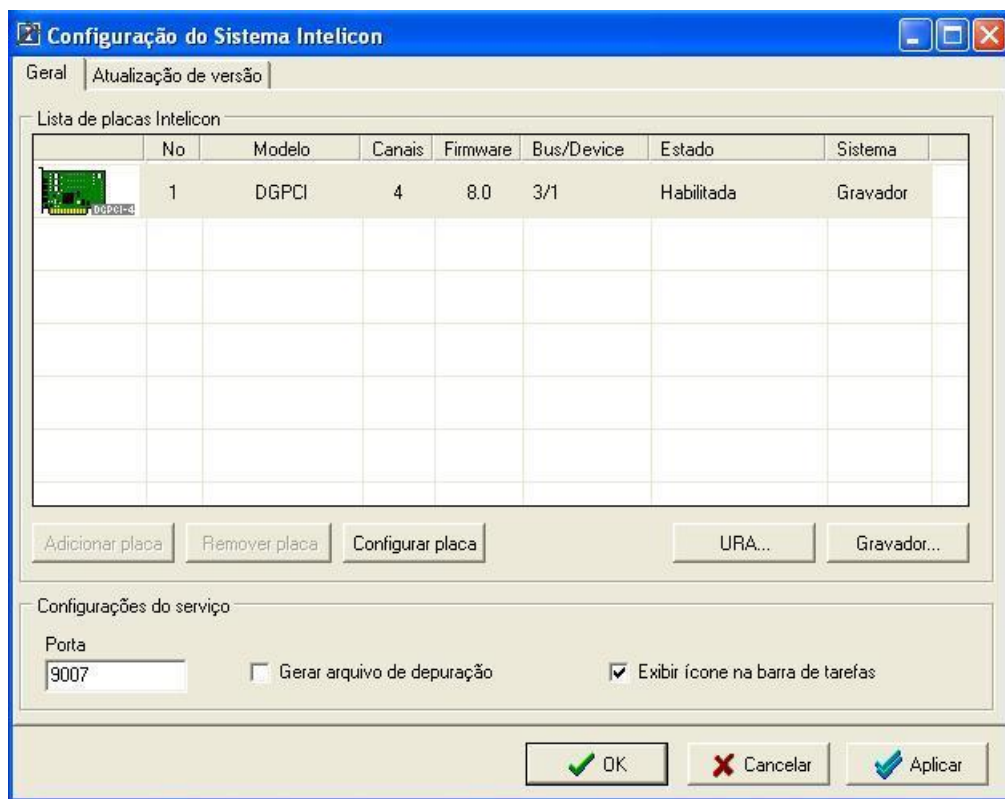 Configuração do Sistema Intelicon
Geral Atualização de versão
Lista de placas Intelicon
No Modelo Canais Firmware Bus/Device Estado Sistema
DGPCI-4 1 DGPCI 4 8.0 3/1 Habilitada Gravador
Adicionar placa Remover placa Configurar placa URA... Gravador...
Configurações do serviço
Porta
9007 Gerar arquivo de depuração Exibir ícone na barra de tarefas
OK Cancelar Aplicar